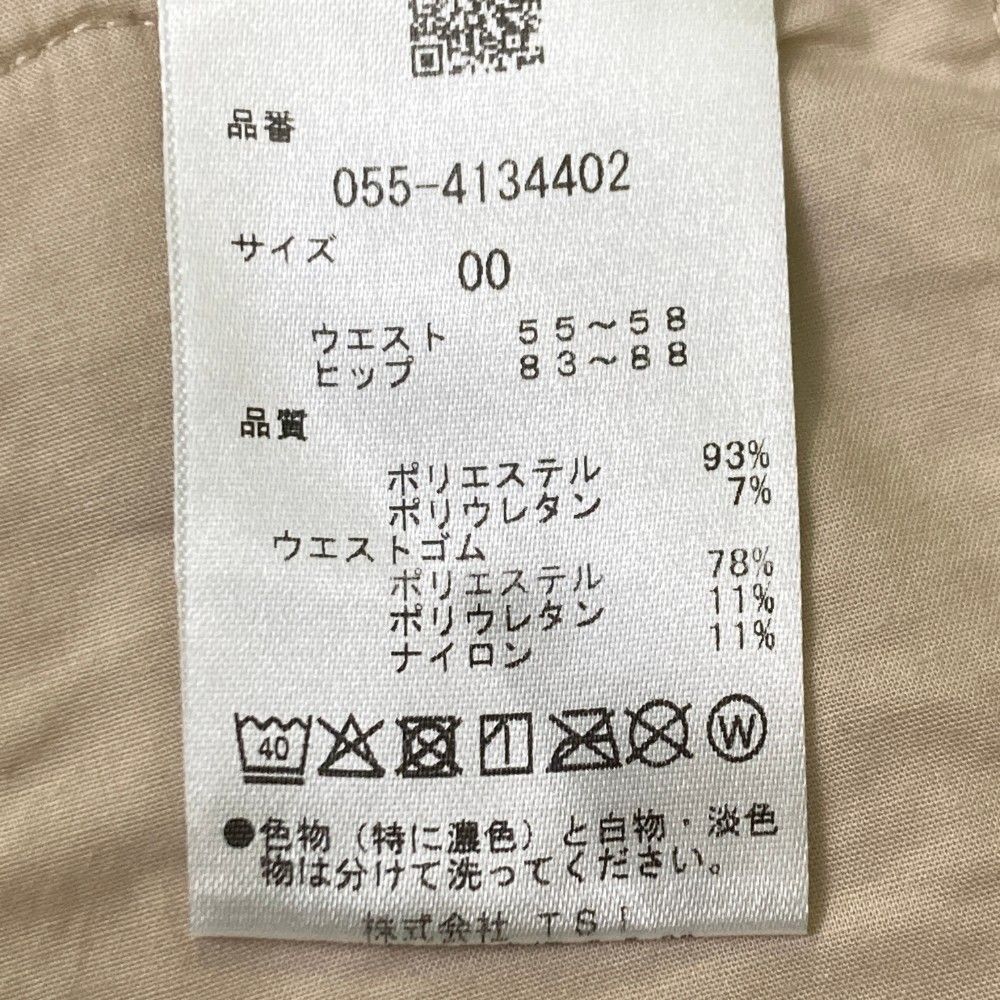 品番
055-4134402
サイズ
00
ウエスト 55～58
ヒップ 83～88
品質
ポリエステル 93%
ポリウレタン 7%
ウエストゴム
ポリエステル 78%
ポリウレタン 11%
ナイロン 11%
40
W
●色物（特に濃色）と白物・淡色
物は分けて洗ってください。
株式会社 TSI